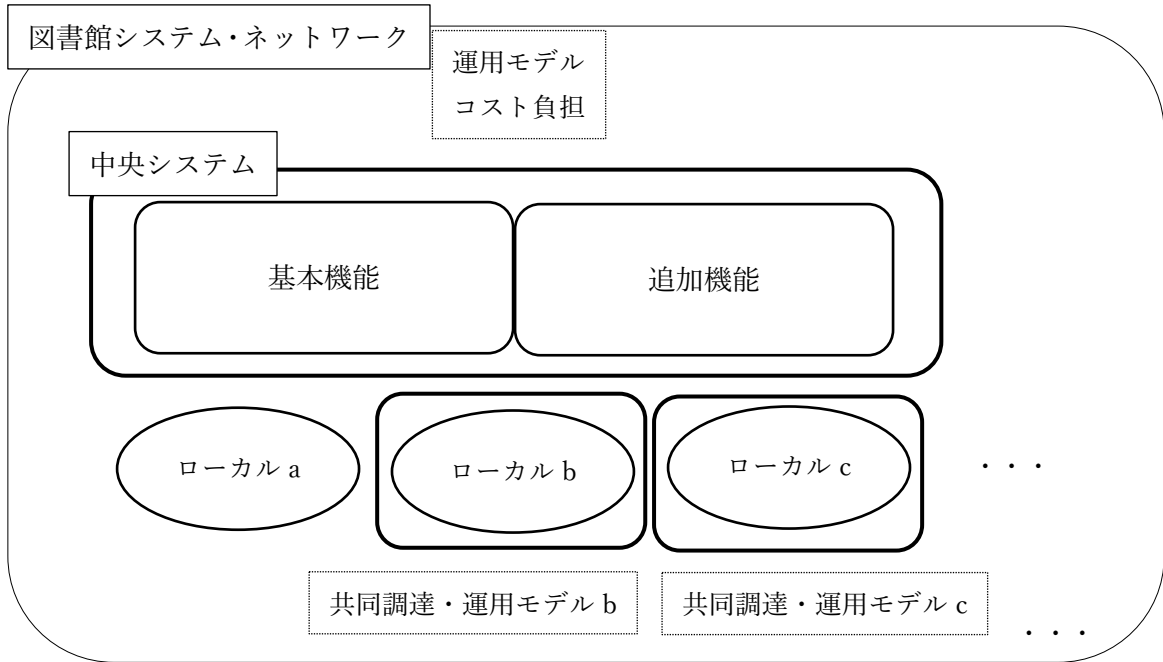 図書館システム・ネットワーク
運用モデル
コスト負担
中央システム
基本機能
追加機能
ローカル a
ローカル b
ローカル c
・・・
共同調達・運用モデル b
共同調達・運用モデル c
・・・